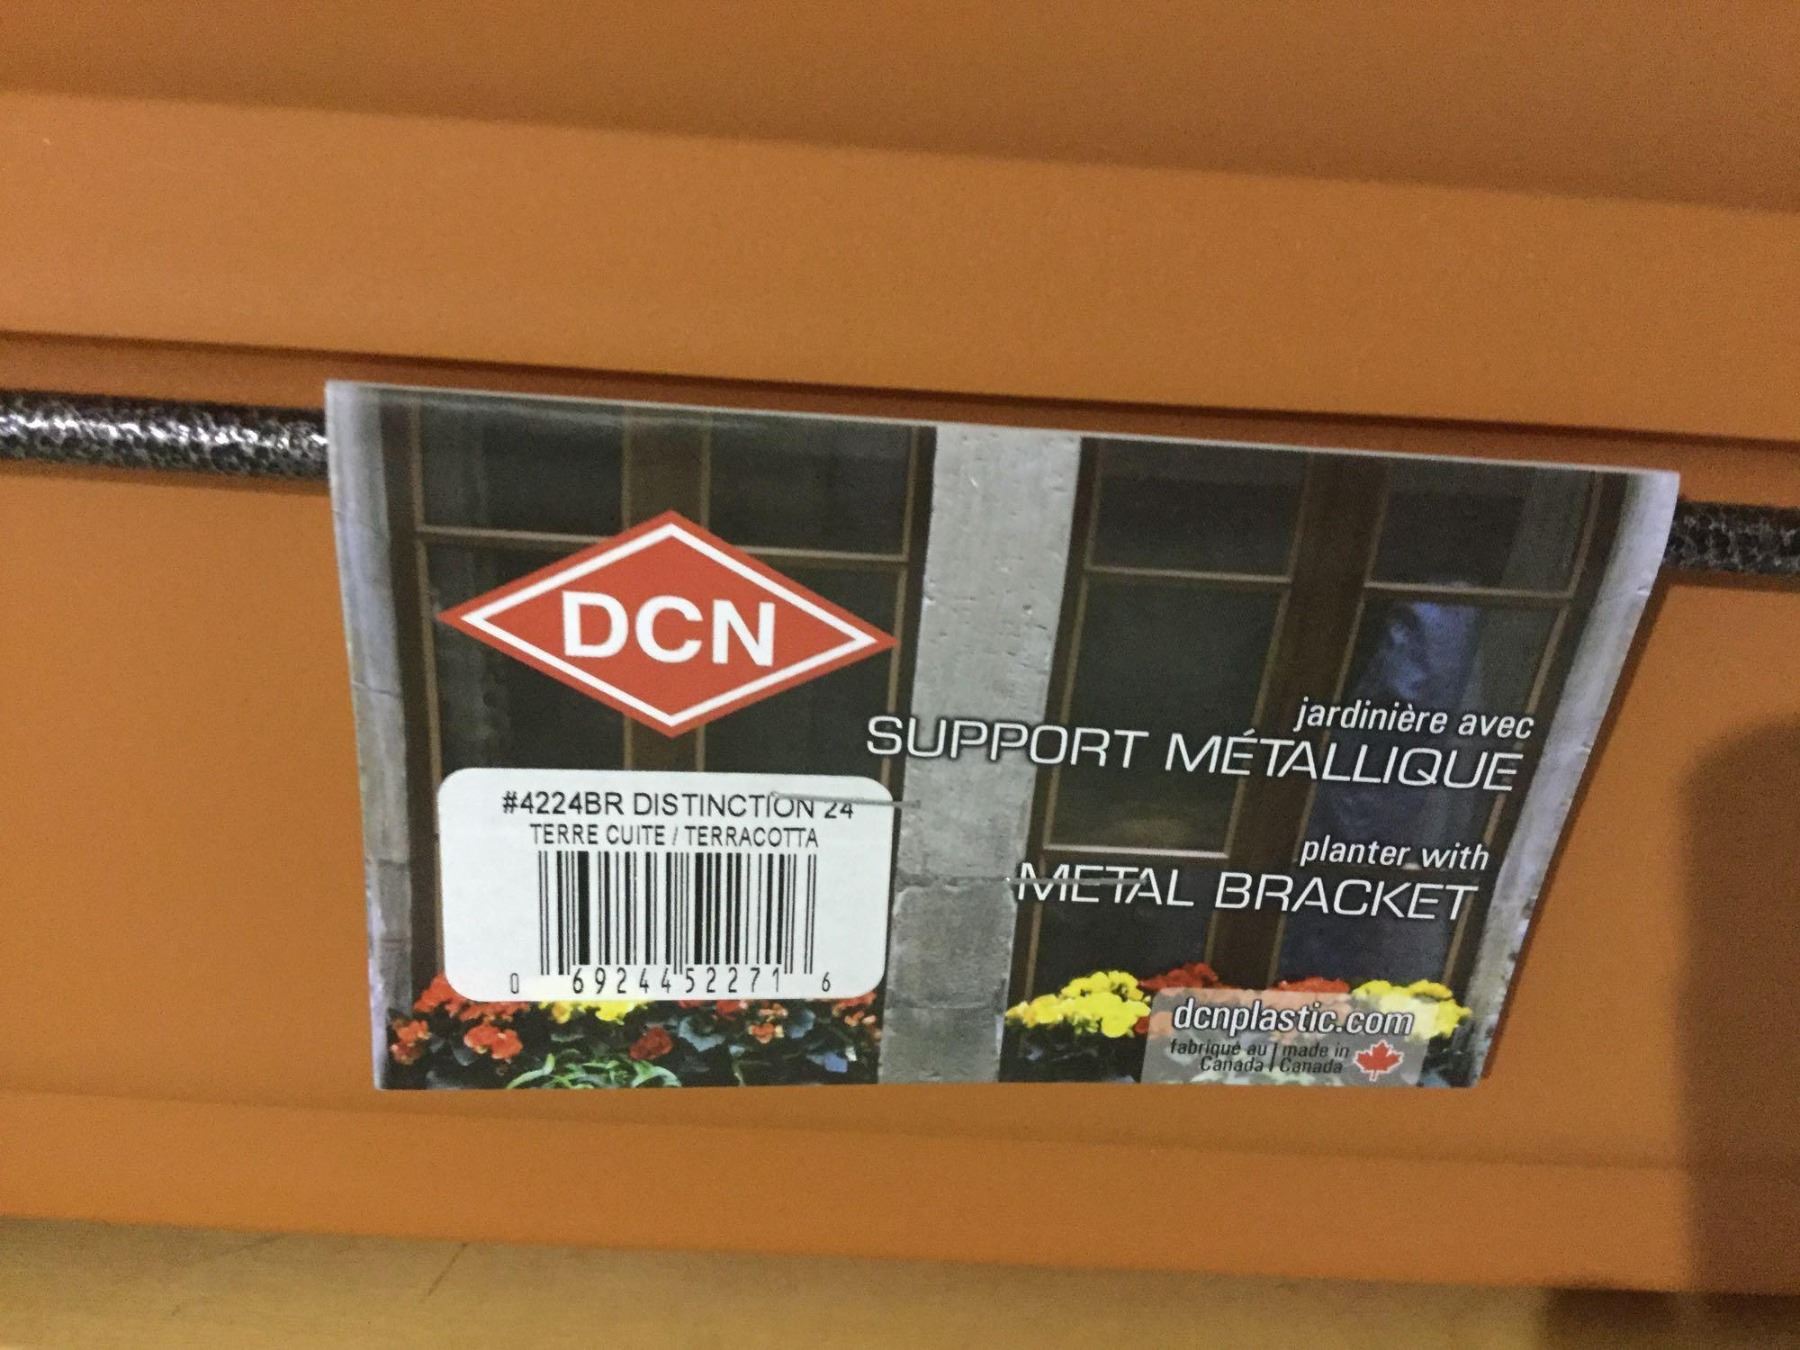 DCN
jardinière avec
SUPPORT MÉTALLIQUE
planter with
METAL BRACKET
#4224BR DISTINCTION 24
TERRE CUITE / TERRACOTTA
0 69244 52271 6
dcnplastic.com
fabriqué au | made in
Canada | Canada